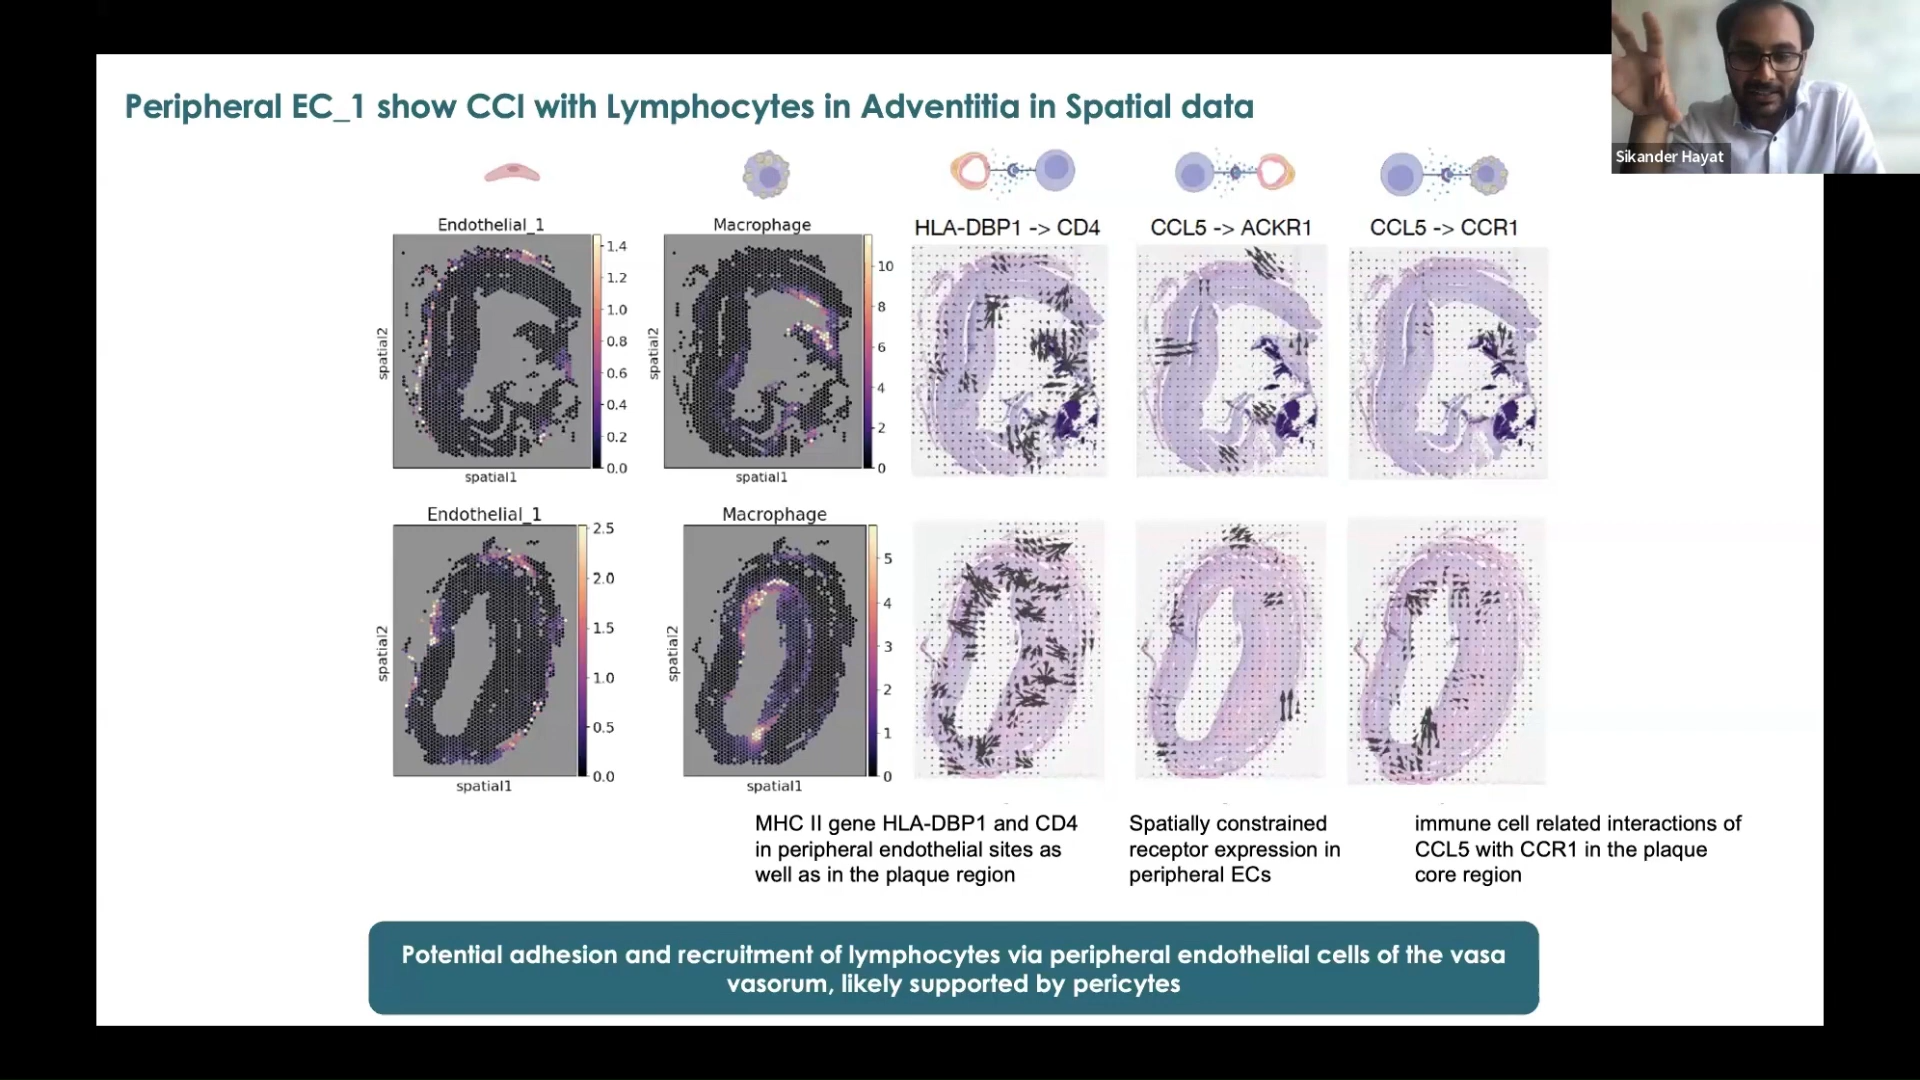 Peripheral EC_1 show CCI with Lymphocytes in Adventitia in Spatial data
Sikander Hayat
Endothelial_1
Macrophage
HLA-DBP1 -> CD4
CCL5 -> ACKR1
CCL5 -> CCR1
1.4
1.2
1.0
0.8
0.6
0.4
0.2
0.0
spatial2
spatial1
10
8
6
4
2
0
spatial2
spatial1
Endothelial_1
Macrophage
2.5
2.0
1.5
1.0
0.5
0.0
spatial2
spatial1
5
4
3
2
1
0
spatial2
spatial1
MHC II gene HLA-DBP1 and CD4
in peripheral endothelial sites as
well as in the plaque region
Spatially constrained
receptor expression in
peripheral ECs
immune cell related interactions of
CCL5 with CCR1 in the plaque
core region
Potential adhesion and recruitment of lymphocytes via peripheral endothelial cells of the vasa
vasorum, likely supported by pericytes